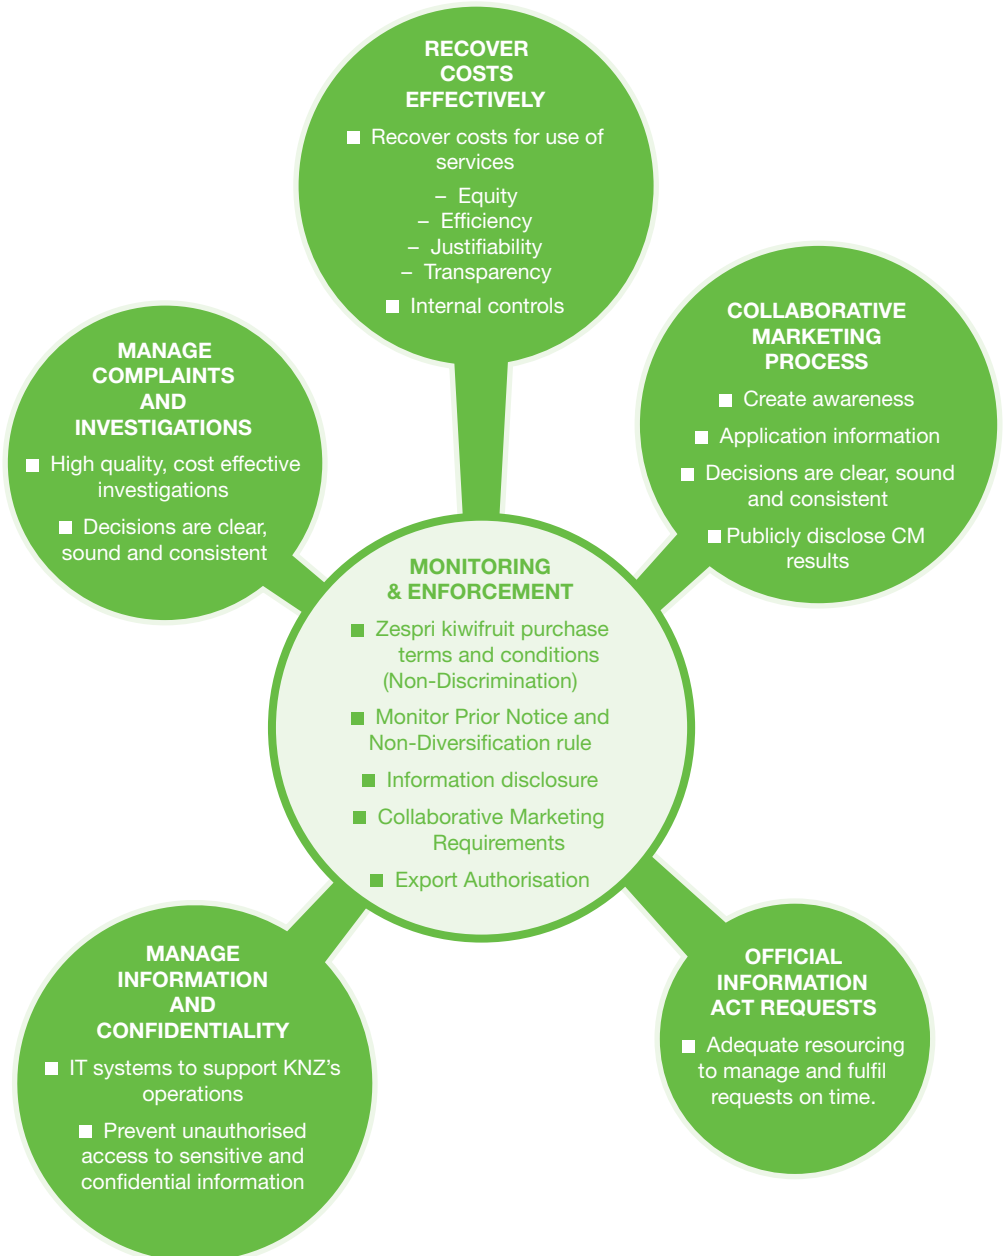 RECOVER
COSTS
EFFECTIVELY
■ Recover costs for use of
services
– Equity
– Efficiency
– Justifiability
– Transparency
■ Internal controls
COLLABORATIVE
MARKETING
PROCESS
■ Create awareness
■ Application information
■ Decisions are clear, sound
and consistent
■ Publicly disclose CM
results
MANAGE
COMPLAINTS
AND
INVESTIGATIONS
■ High quality, cost effective
investigations
■ Decisions are clear,
sound and consistent
MONITORING
& ENFORCEMENT
■ Zespri kiwifruit purchase
terms and conditions
(Non-Discrimination)
■ Monitor Prior Notice and
Non-Diversification rule
■ Information disclosure
■ Collaborative Marketing
Requirements
■ Export Authorisation
MANAGE
INFORMATION
AND
CONFIDENTIALITY
■ IT systems to support KNZ’s
operations
■ Prevent unauthorised
access to sensitive and
confidential information
OFFICIAL
INFORMATION
ACT REQUESTS
■ Adequate resourcing
to manage and fulfil
requests on time.